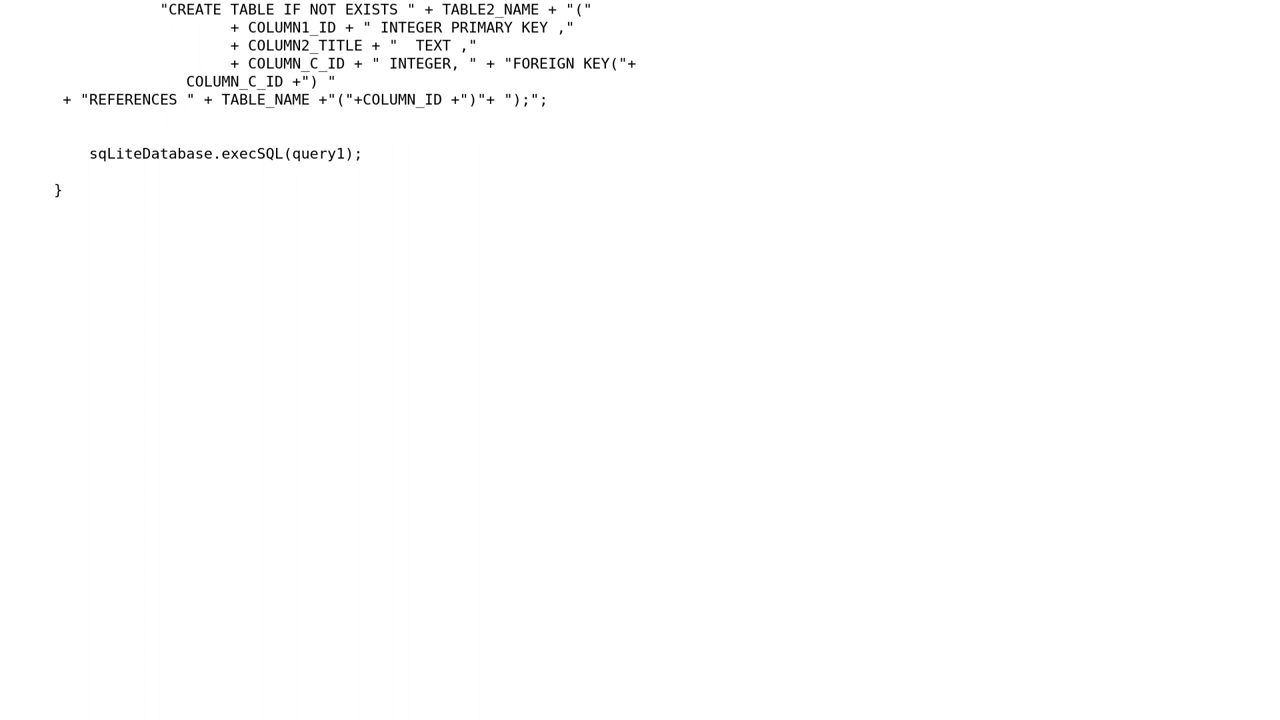 "CREATE TABLE IF NOT EXISTS " + TABLE2_NAME + "("
+ COLUMN1_ID + " INTEGER PRIMARY KEY ,"
+ COLUMN2_TITLE + "  TEXT ,"
+ COLUMN_C_ID + " INTEGER, " + "FOREIGN KEY("+
COLUMN_C_ID +") "
+ "REFERENCES " + TABLE_NAME +"("+COLUMN_ID +")"+ ");";
sqLiteDatabase.execSQL(query1);
}